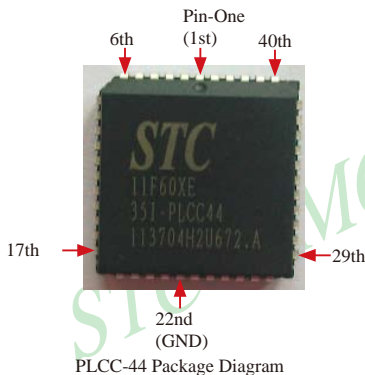 Pin-One
6th (1st) 40th
STC
11F60XE
35I-PLCC44
113704H2U672.A
17th 29th
22nd
(GND)
PLCC-44 Package Diagram